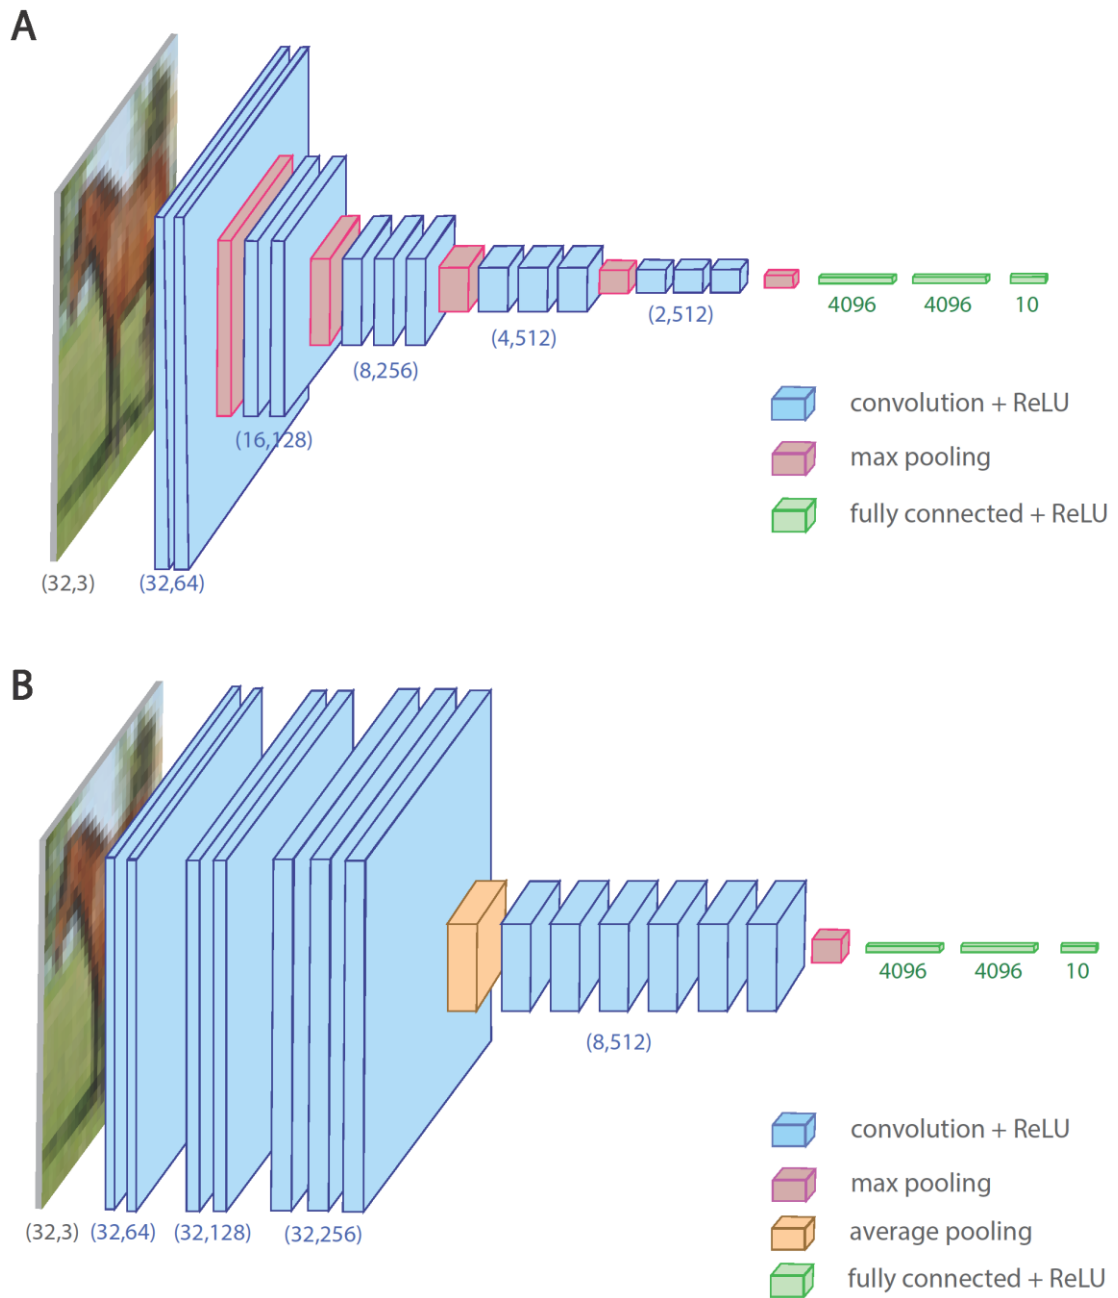 A
(2,512)
4096
4096
10
(4,512)
(8,256)
convolution + ReLU
(16,128)
max pooling
fully connected + ReLU
(32,3)
(32,64)
B
4096
4096
10
(8,512)
convolution + ReLU
max pooling
(32,3)
(32,64)
(32,128)
(32,256)
average pooling
fully connected + ReLU